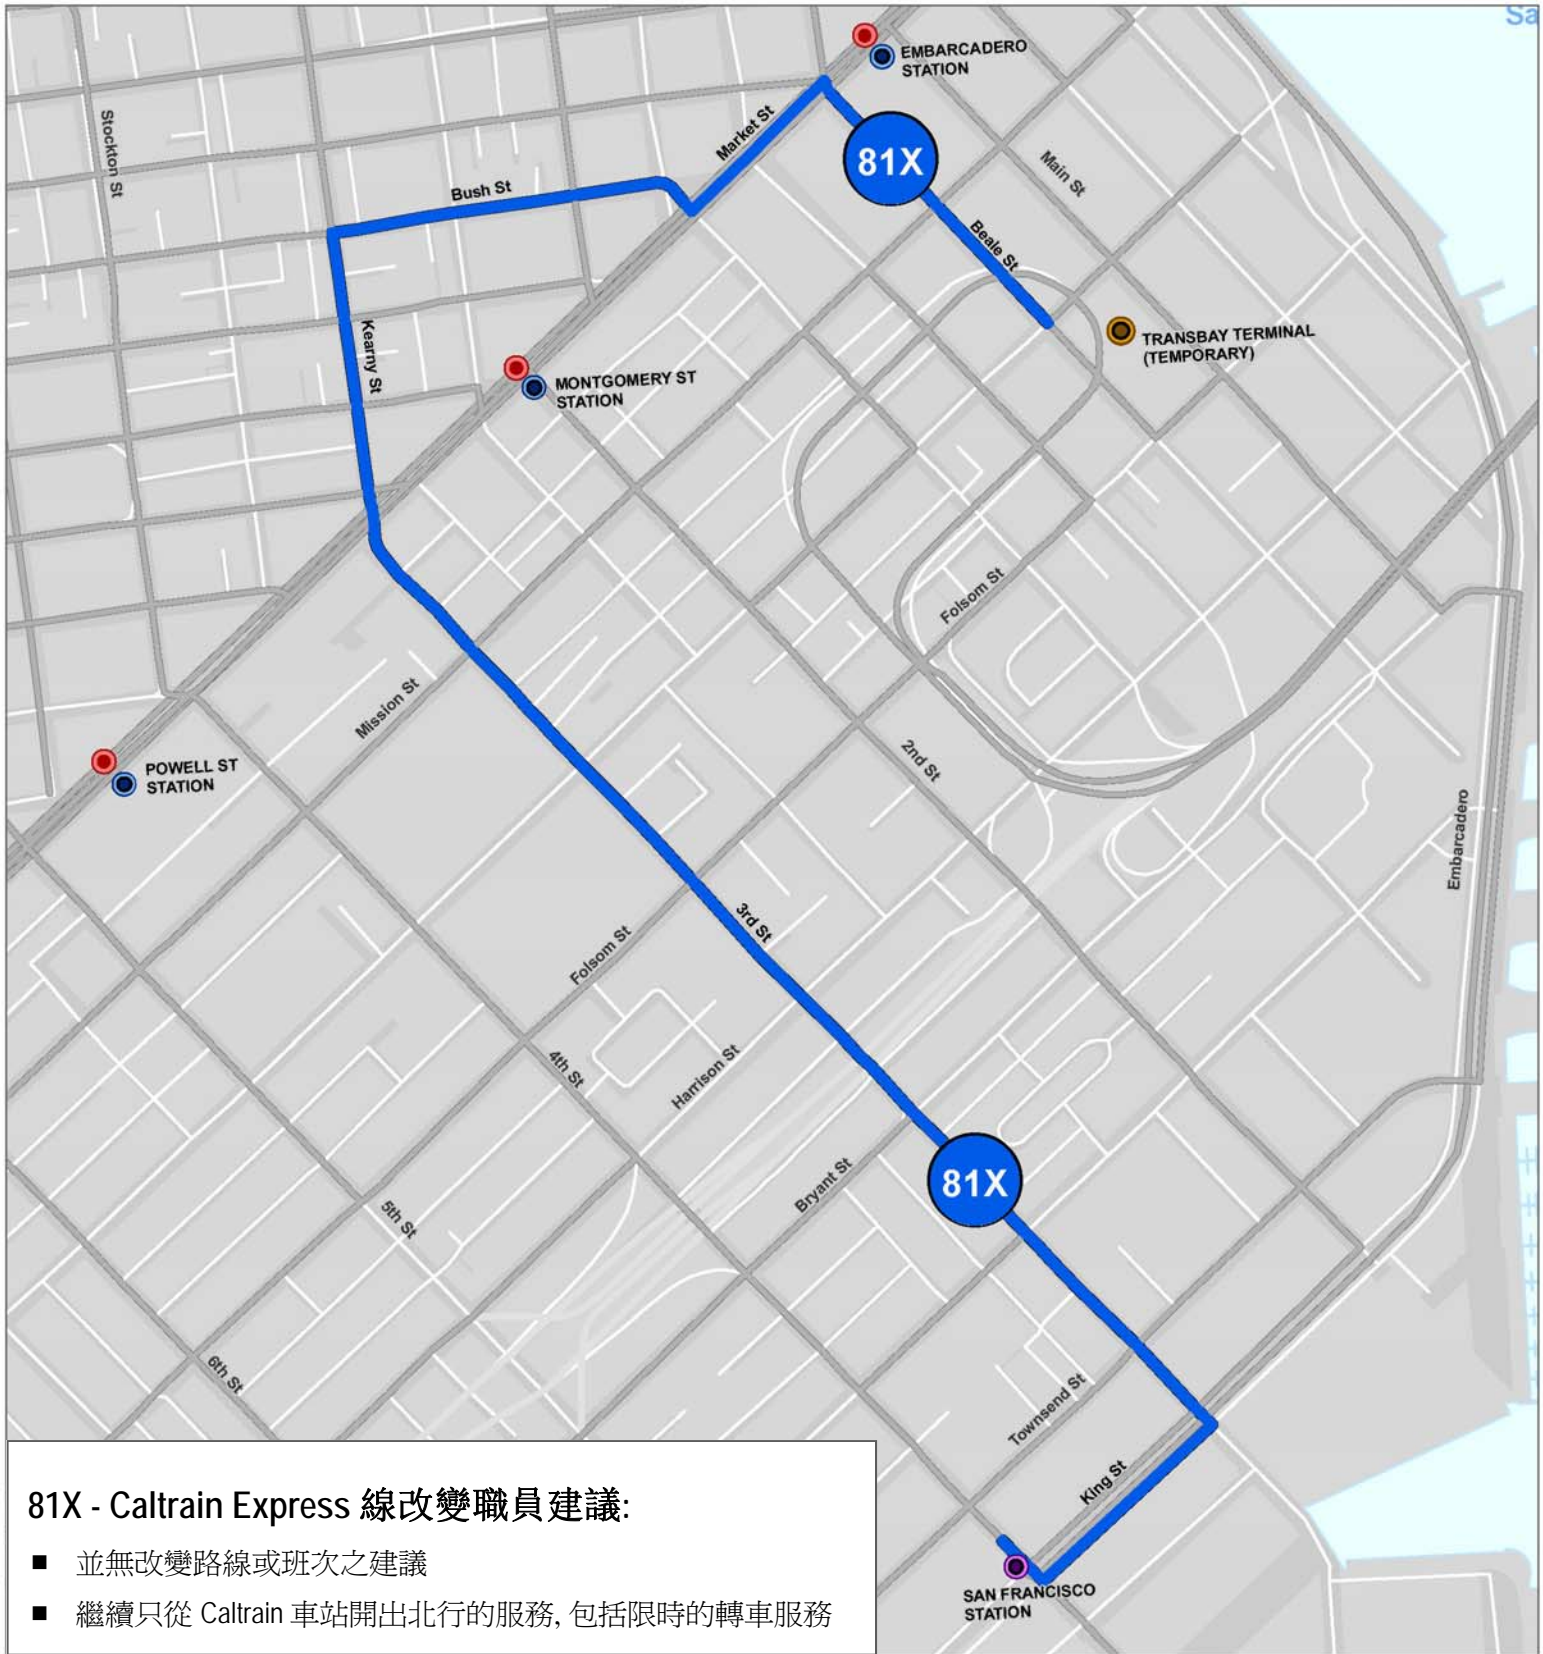 Sa
EMBARCADERO
STATION
Stockton St
Market St
81X
Main St
Bush St
Beale St
Kearny St
TRANSBAY TERMINAL
(TEMPORARY)
MONTGOMERY ST
STATION
Folsom St
Mission St
2nd St
POWELL ST
STATION
Embarcadero
3rd St
Folsom St
4th St
Harrison St
81X
Bryant St
5th St
6th St
Townsend St
King St
SAN FRANCISCO
STATION
81X - Caltrain Express 線改變職員建議:
■ 並無改變路線或班次之建議
■ 繼續只從 Caltrain 車站開出北行的服務, 包括限時的轉車服務